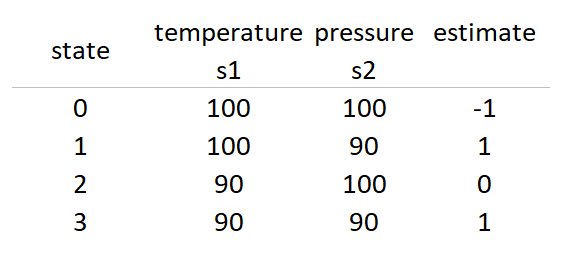 state temperature pressure estimate
s1 s2
0 100 100 -1
1 100 90 1
2 90 100 0
3 90 90 1